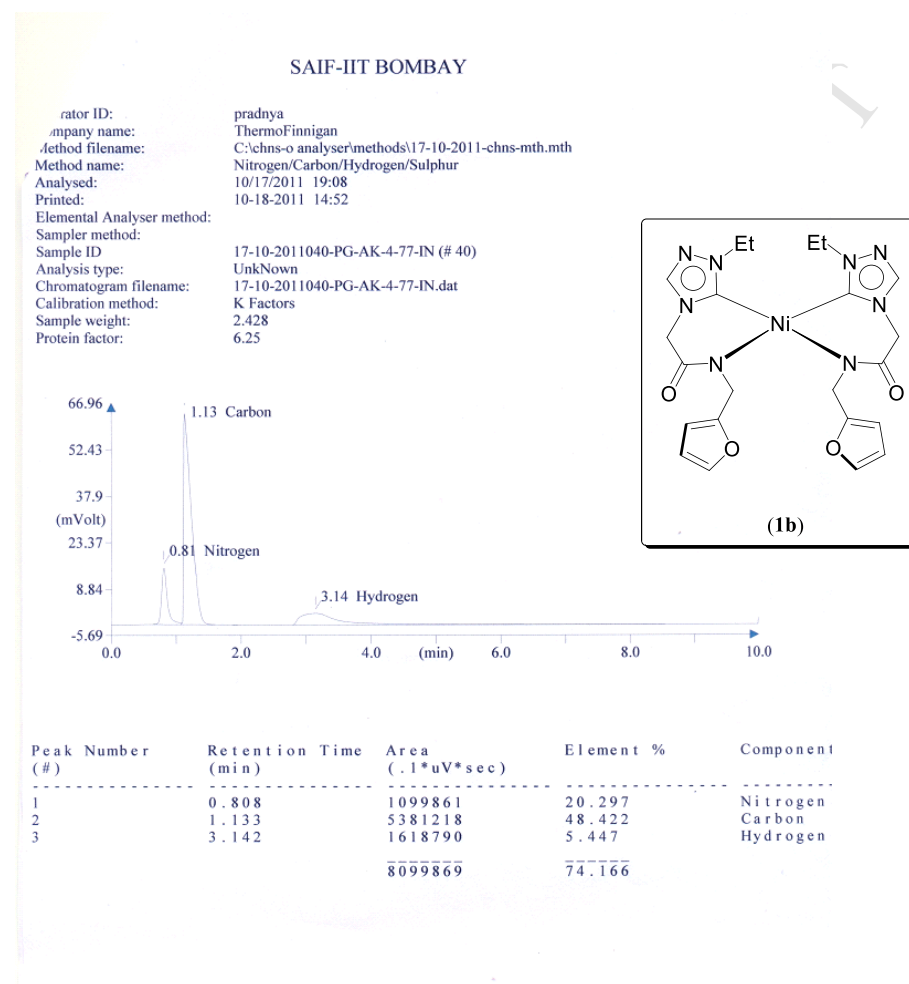 SAIF-IIT BOMBAY
rator ID: pradnya
mpany name: ThermoFinnigan
Method filename: C:\chns-o analyser\methods\17-10-2011-chns-mth.mth
Method name: Nitrogen/Carbon/Hydrogen/Sulphur
Analysed: 10/17/2011 19:08
Printed: 10-18-2011 14:52
Elemental Analyser method:
Sampler method:
Sample ID 17-10-2011040-PG-AK-4-77-IN (# 40)
Analysis type: UnkNown
Chromatogram filename: 17-10-2011040-PG-AK-4-77-IN.dat
Calibration method: K Factors
Sample weight: 2.428
Protein factor: 6.25
N N Et Et N N
N N
Ni
N N
O O
O O
(1b)
66.96
1.13 Carbon
52.43
37.9
(mVolt)
23.37
0.81 Nitrogen
8.84
3.14 Hydrogen
-5.69
0.0 2.0 4.0 (min) 6.0 8.0 10.0
Peak Number Retention Time Area Element % Component
(#) (min) (.1*uV*sec)
1 0.808 1099861 20.297 Nitrogen
2 1.133 5381218 48.422 Carbon
3 3.142 1618790 5.447 Hydrogen
8099869 74.166